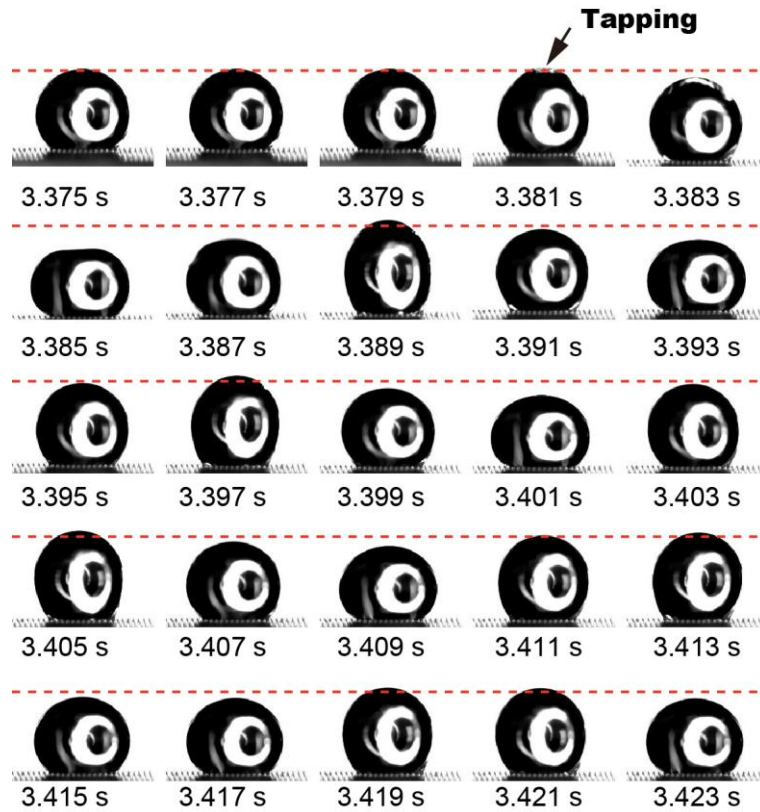 Tapping
3.375 s 3.377 s 3.379 s 3.381 s 3.383 s
3.385 s 3.387 s 3.389 s 3.391 s 3.393 s
3.395 s 3.397 s 3.399 s 3.401 s 3.403 s
3.405 s 3.407 s 3.409 s 3.411 s 3.413 s
3.415 s 3.417 s 3.419 s 3.421 s 3.423 s